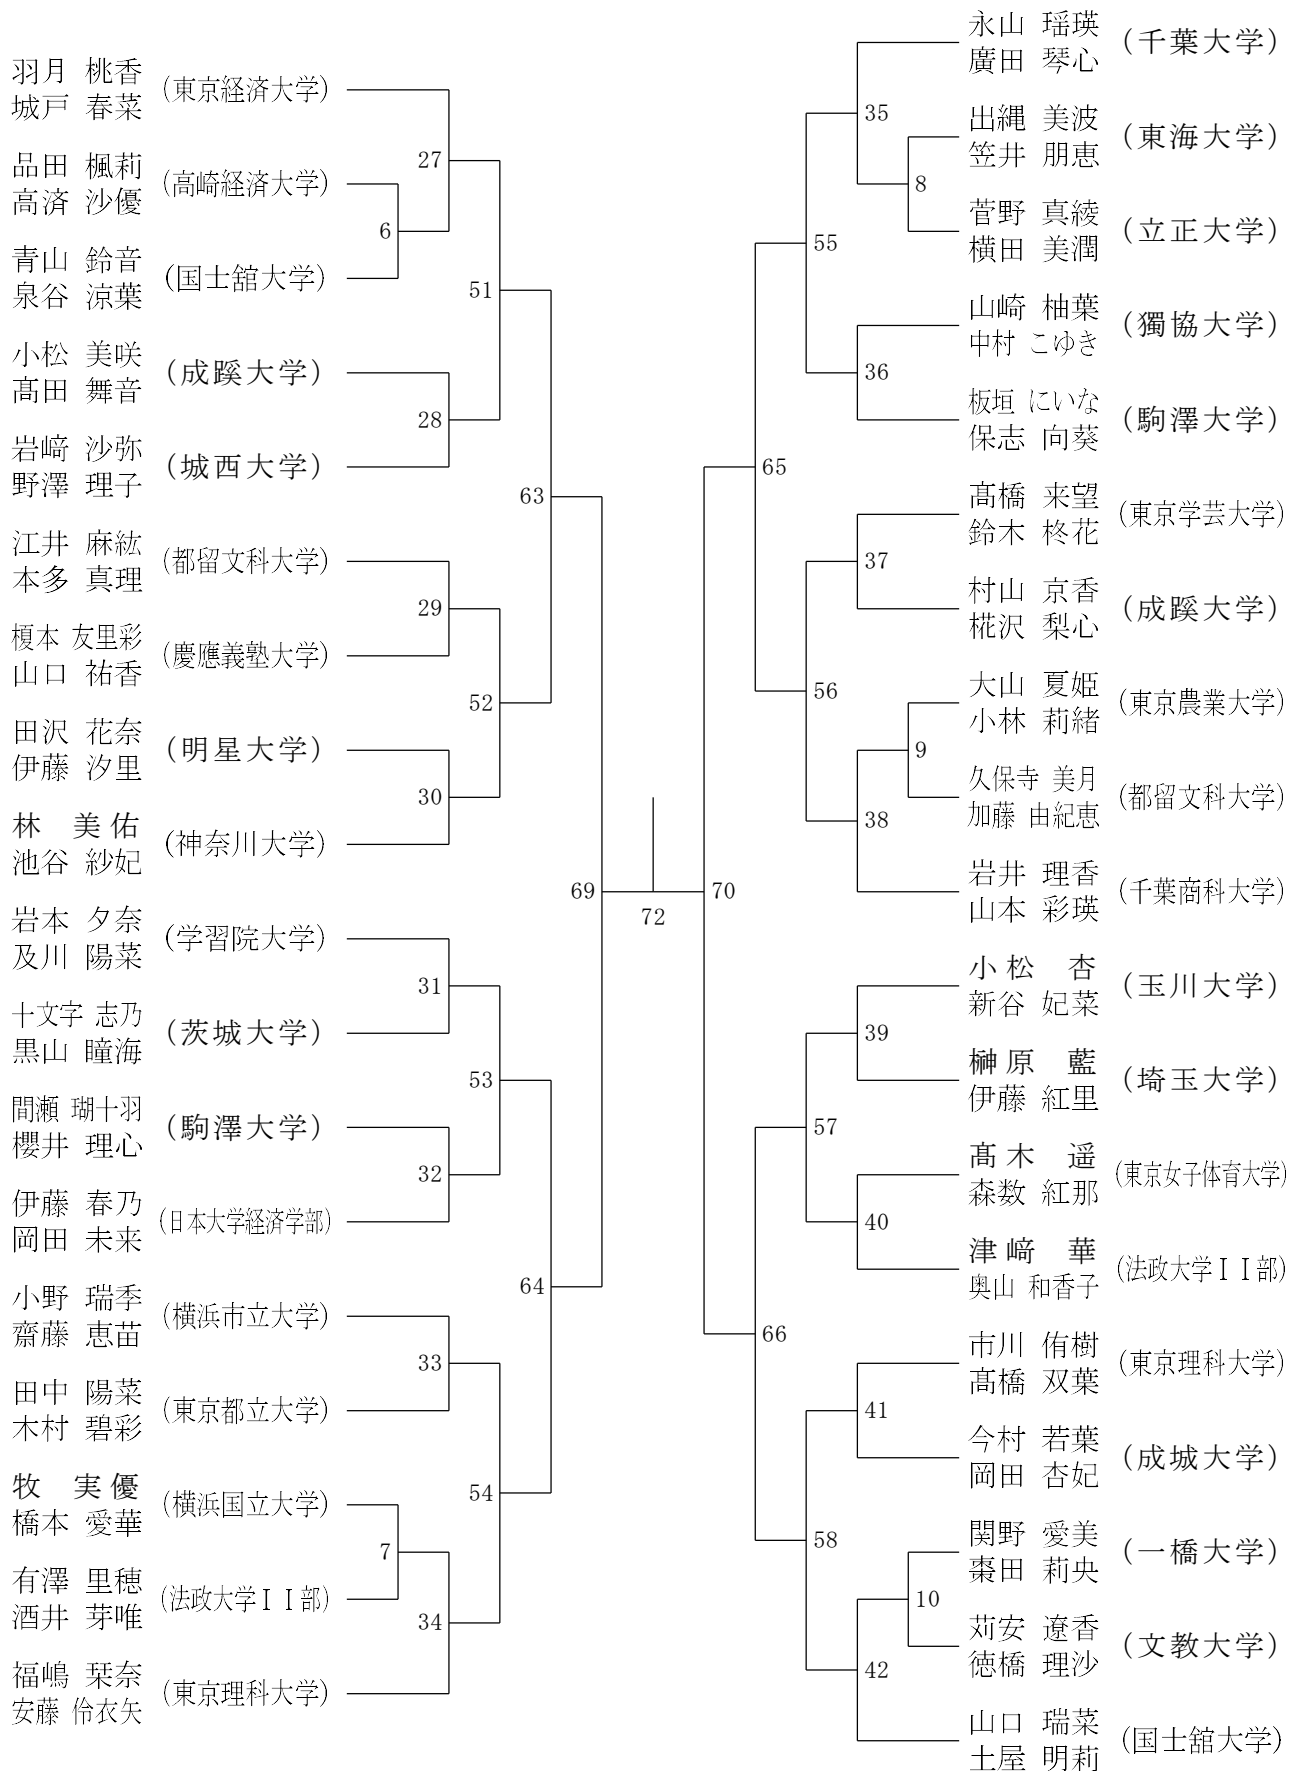 羽月 桃香
城戸 春菜
(東京経済大学)
品田 楓莉
高済 沙優
(高崎経済大学)
青山 鈴音
泉谷 涼葉
(国士舘大学)
小松 美咲
髙田 舞音
(成蹊大学)
岩﨑 沙弥
野澤 理子
(城西大学)
江井 麻紘
本多 真理
(都留文科大学)
榎本 友里彩
山口 祐香
(慶應義塾大学)
田沢 花奈
伊藤 汐里
(明星大学)
林 美佑
池谷 紗妃
(神奈川大学)
岩本 夕奈
及川 陽菜
(学習院大学)
十文字 志乃
黒山 瞳海
(茨城大学)
間瀬 瑚十羽
櫻井 理心
(駒澤大学)
伊藤 春乃
岡田 未来
(日本大学経済学部)
小野 瑞季
齋藤 恵苗
(横浜市立大学)
田中 陽菜
木村 碧彩
(東京都立大学)
牧 実優
橋本 愛華
(横浜国立大学)
有澤 里穂
酒井 芽唯
(法政大学ＩＩ部)
福嶋 栞奈
安藤 伶衣矢
(東京理科大学)
27
6
51
28
63
29
52
30
69
31
53
32
64
33
54
7
34
72
永山 瑶瑛
廣田 琴心
(千葉大学)
出縄 美波
笠井 朋恵
(東海大学)
菅野 真綾
横田 美潤
(立正大学)
山崎 柚葉
中村 こゆき
(獨協大学)
板垣 にいな
保志 向葵
(駒澤大学)
髙橋 来望
鈴木 柊花
(東京学芸大学)
村山 京香
椛沢 梨心
(成蹊大学)
大山 夏姫
小林 莉緒
(東京農業大学)
久保寺 美月
加藤 由紀恵
(都留文科大学)
岩井 理香
山本 彩瑛
(千葉商科大学)
小松 杏
新谷 妃菜
(玉川大学)
榊原 藍
伊藤 紅里
(埼玉大学)
髙木 遥
森数 紅那
(東京女子体育大学)
津﨑 華
奥山 和香子
(法政大学ＩＩ部)
市川 侑樹
髙橋 双葉
(東京理科大学)
今村 若葉
岡田 杏妃
(成城大学)
関野 愛美
棗田 莉央
(一橋大学)
苅安 遼香
徳橋 理沙
(文教大学)
山口 瑞菜
土屋 明莉
(国士舘大学)
35
8
55
36
65
37
56
9
38
70
39
57
40
66
41
58
10
42